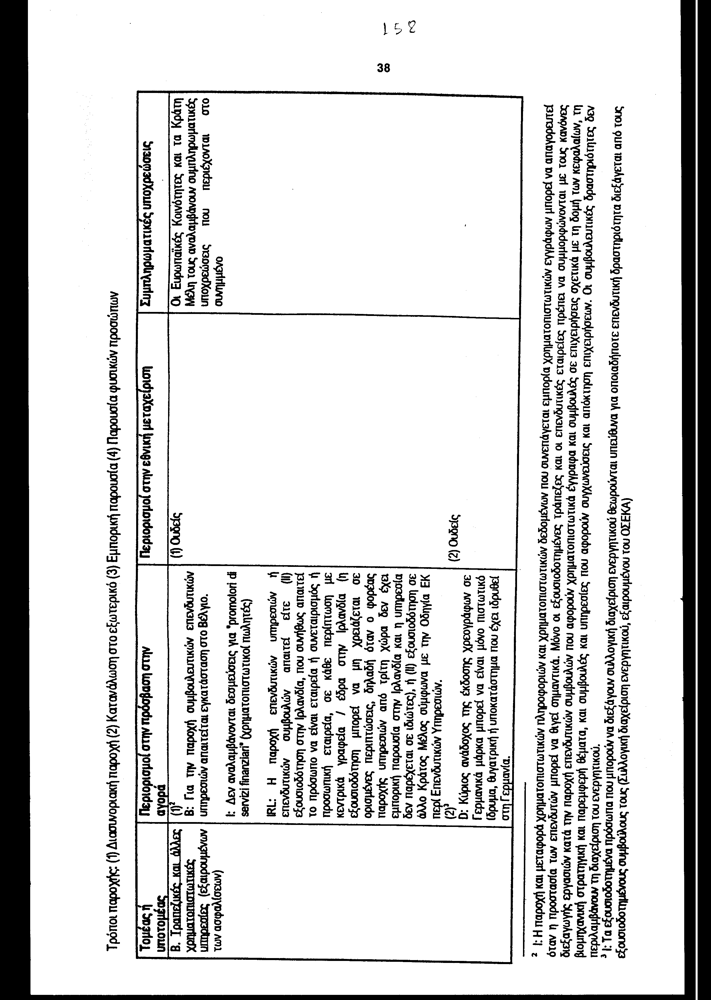 158
38
Τρόποι παροχής: (1) Διασυνοριακή παροχή (2) Κατανάλωση στο εξωτερικό (3) Εμπορική παρουσία (4) Παρουσία φυσικών προσώπων
Τομέας ή
υποτομέας
Περιορισμοί στην πρόσβαση στην
αγορά
Περιορισμοί στην εθνική μεταχείριση
Συμπληρωματικές υποχρεώσεις
Β. Τραπεζικές και άλλες
χρηματοπιστωτικές
υπηρεσίες (εξαιρουμένων
των ασφαλίσεων)
(1)²
Β: Για την παροχή συμβουλευτικών επενδυτικών
υπηρεσιών απαιτείται εγκατάσταση στο Βέλγιο.
Ι: Δεν αναλαμβάνονται δεσμεύσεις για "promotori di
servizi finanziari" (χρηματοπιστωτικοί πωλητές)
IRL: Η παροχή επενδυτικών υπηρεσιών ή
επενδυτικών συμβουλών απαιτεί είτε (Ι)
εξουσιοδότηση στην Ιρλανδία, που συνήθως απαιτεί
το πρόσωπο να είναι εταιρεία ή συνεταιρισμός ή
προσωπική εταιρεία, σε κάθε περίπτωση με
κεντρικά γραφεία / έδρα στην Ιρλανδία (η
εξουσιοδότηση μπορεί να μη χρειάζεται σε
ορισμένες περιπτώσεις, δηλαδή όταν ο φορέας
παροχής υπηρεσιών από τρίτη χώρα δεν έχει
εμπορική παρουσία στην Ιρλανδία και η υπηρεσία
δεν παρέχεται σε ιδιώτες), ή (ΙΙ) εξουσιοδότηση σε
άλλο Κράτος Μέλος σύμφωνα με την Οδηγία ΕΚ
περί Επενδυτικών Υπηρεσιών.
(2)³
D: Κύριος ανάδοχος της έκδοσης χρεογράφων σε
Γερμανικά μάρκα μπορεί να είναι μόνο πιστωτικό
ίδρυμα, θυγατρική ή υποκατάστημα που έχει ιδρυθεί
στη Γερμανία.
(1) Ουδείς
(2) Ουδείς
Οι Ευρωπαϊκές Κοινότητες και τα Κράτη
Μέλη τους αναλαμβάνουν συμπληρωματικές
υποχρεώσεις που περιέχονται στο
συνημμένο
² Ι: Η παροχή και μεταφορά χρηματοπιστωτικών πληροφοριών και χρηματοπιστωτικών δεδομένων που συνεπάγεται εμπορία χρηματοπιστωτικών εγγράφων μπορεί να απαγορευτεί
όταν η προστασία των επενδυτών μπορεί να θιγεί σημαντικά. Μόνο οι εξουσιοδοτημένες τράπεζες και οι επενδυτικές εταιρείες πρέπει να συμμορφώνονται με τους κανόνες
διεξαγωγής εργασιών κατά την παροχή επενδυτικών συμβουλών που αφορούν χρηματοπιστωτικά έγγραφα και συμβουλές σε επιχειρήσεις σχετικά με τη δομή των κεφαλαίων, τη
βιομηχανική στρατηγική και παρεμφερή θέματα, και συμβουλές και υπηρεσίες που αφορούν συγχωνεύσεις και απόκτηση επιχειρήσεων. Οι συμβουλευτικές δραστηριότητες δεν
περιλαμβάνουν τη διαχείριση του ενεργητικού.
³ Ι: Τα εξουσιοδοτημένα πρόσωπα που μπορούν να διεξάγουν συλλογική διαχείριση ενεργητικού θεωρούνται υπεύθυνα για οποιαδήποτε επενδυτική δραστηριότητα διεξάγεται από τους
εξουσιοδοτημένους συμβούλους τους (Συλλογική διαχείριση ενεργητικού, εξαιρουμένου του ΟΣΕΚΑ)